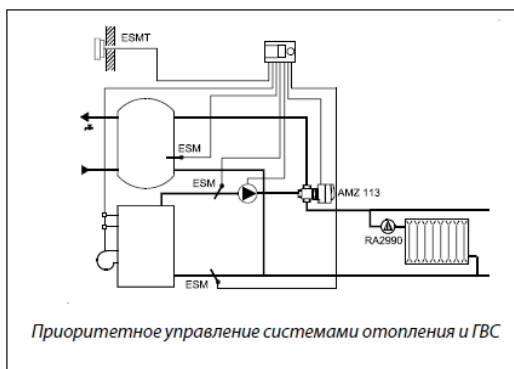 ESMT
ESM
ESM
AMZ 113
RA2990
ESM
Приоритетное управление системами отопления и ГВС